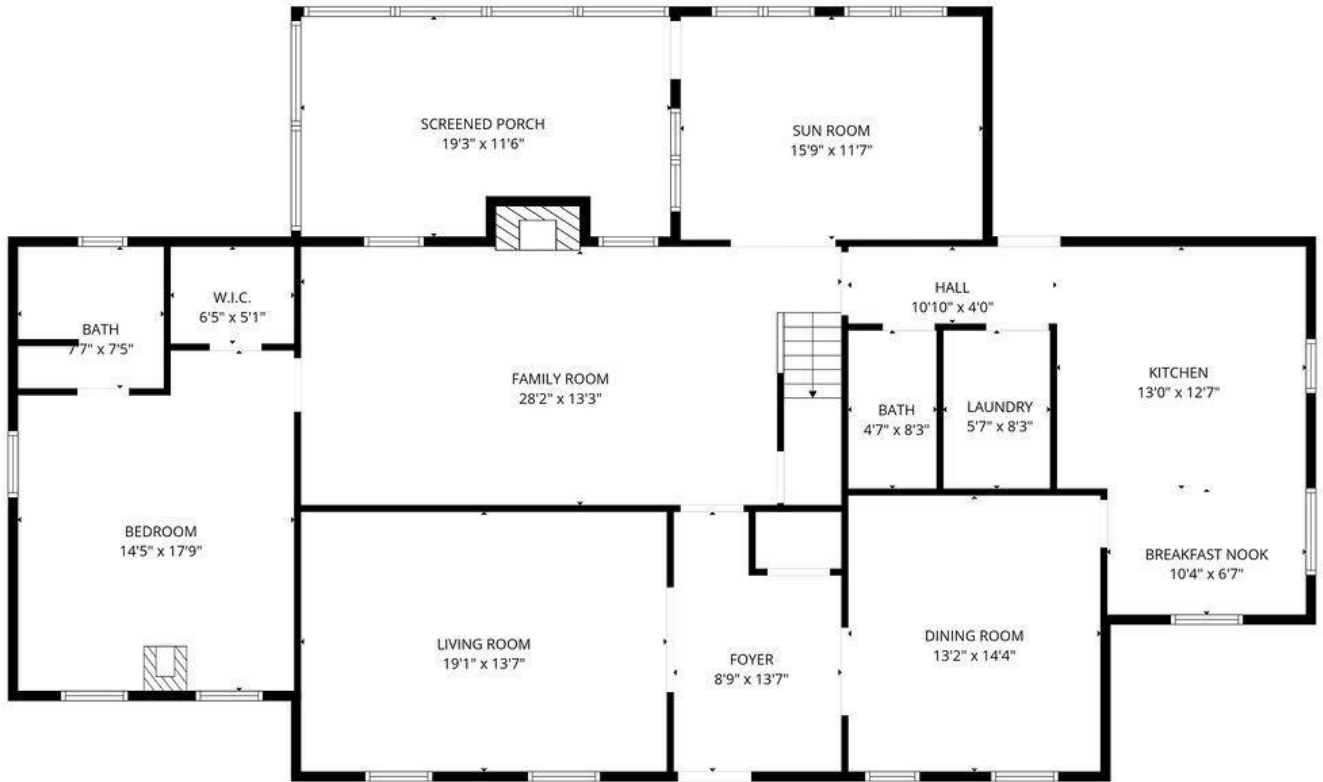 SCREENED PORCH
19'3" x 11'6"
SUN ROOM
15'9" x 11'7"
W.I.C.
6'5" x 5'1"
BATH
7'7" x 7'5"
HALL
10'10" x 4'0"
FAMILY ROOM
28'2" x 13'3"
BATH
4'7" x 8'3"
LAUNDRY
5'7" x 8'3"
KITCHEN
13'0" x 12'7"
BEDROOM
14'5" x 17'9"
BREAKFAST NOOK
10'4" x 6'7"
LIVING ROOM
19'1" x 13'7"
FOYER
8'9" x 13'7"
DINING ROOM
13'2" x 14'4"